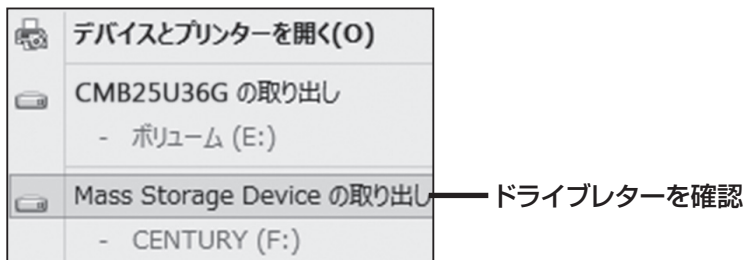 デバイスとプリンターを開く(O)
CMB25U36G の取り出し
- ボリューム (E:)
Mass Storage Device の取り出し
ドライブレターを確認
- CENTURY (F:)